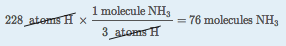 228 atoms H × 1 molecule NH₃ / 3 atoms H = 76 molecules NH₃